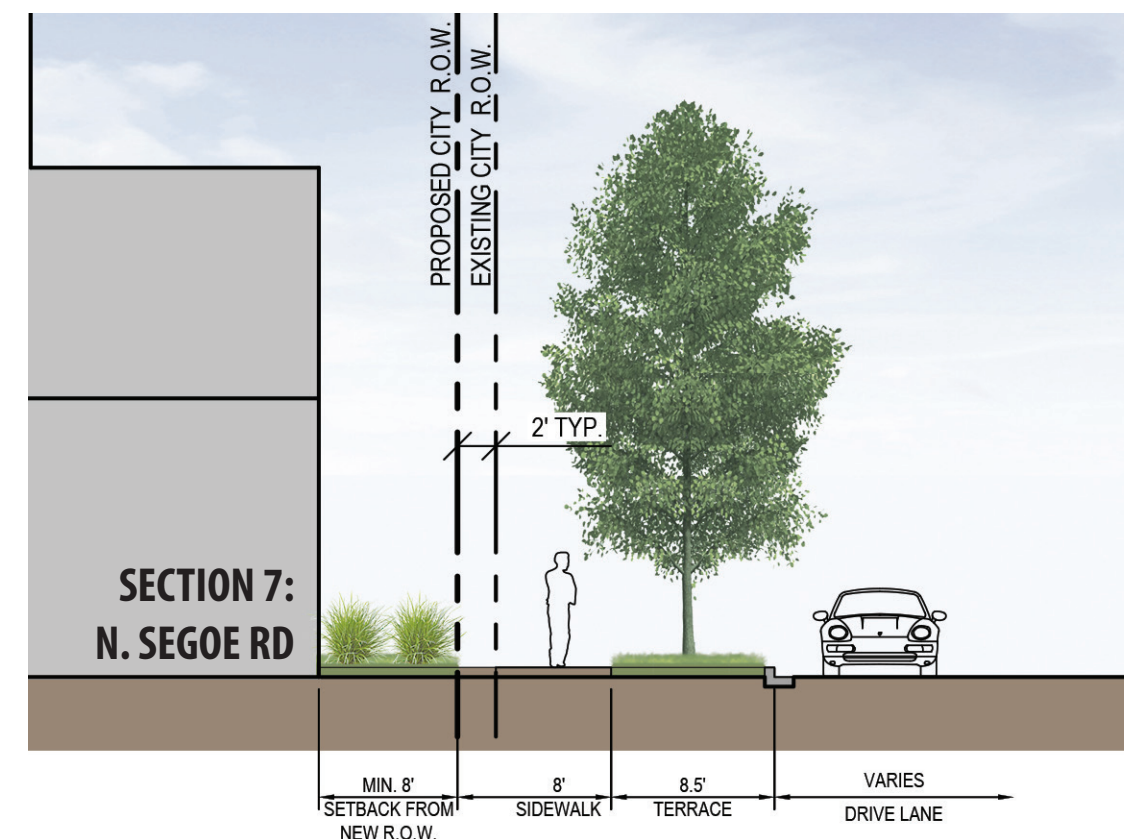 PROPOSED CITY R.O.W.
EXISTING CITY R.O.W.
2' TYP.
SECTION 7:
N. SEGOE RD
MIN. 8'
SETBACK FROM
NEW R.O.W.
8'
SIDEWALK
8.5'
TERRACE
VARIES
DRIVE LANE